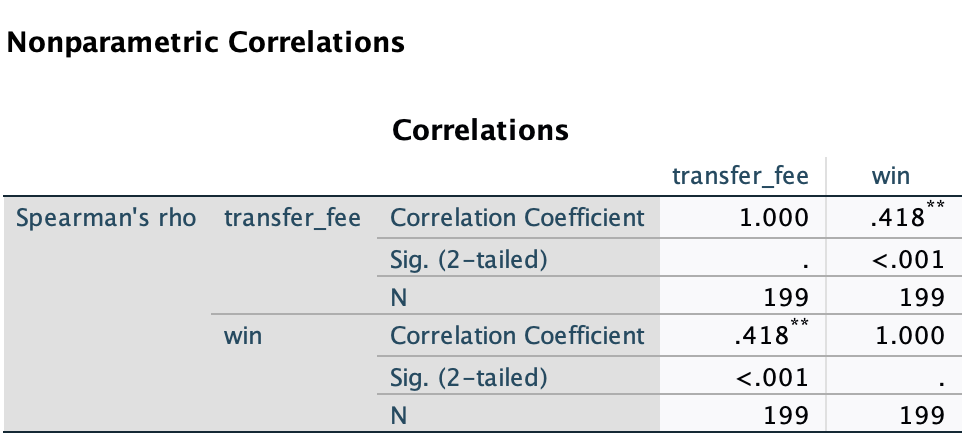 Nonparametric Correlations
Correlations
transfer_fee win
Spearman's rho transfer_fee Correlation Coefficient 1.000 .418**
Sig. (2-tailed) . <.001
N 199 199
win Correlation Coefficient .418** 1.000
Sig. (2-tailed) <.001 .
N 199 199